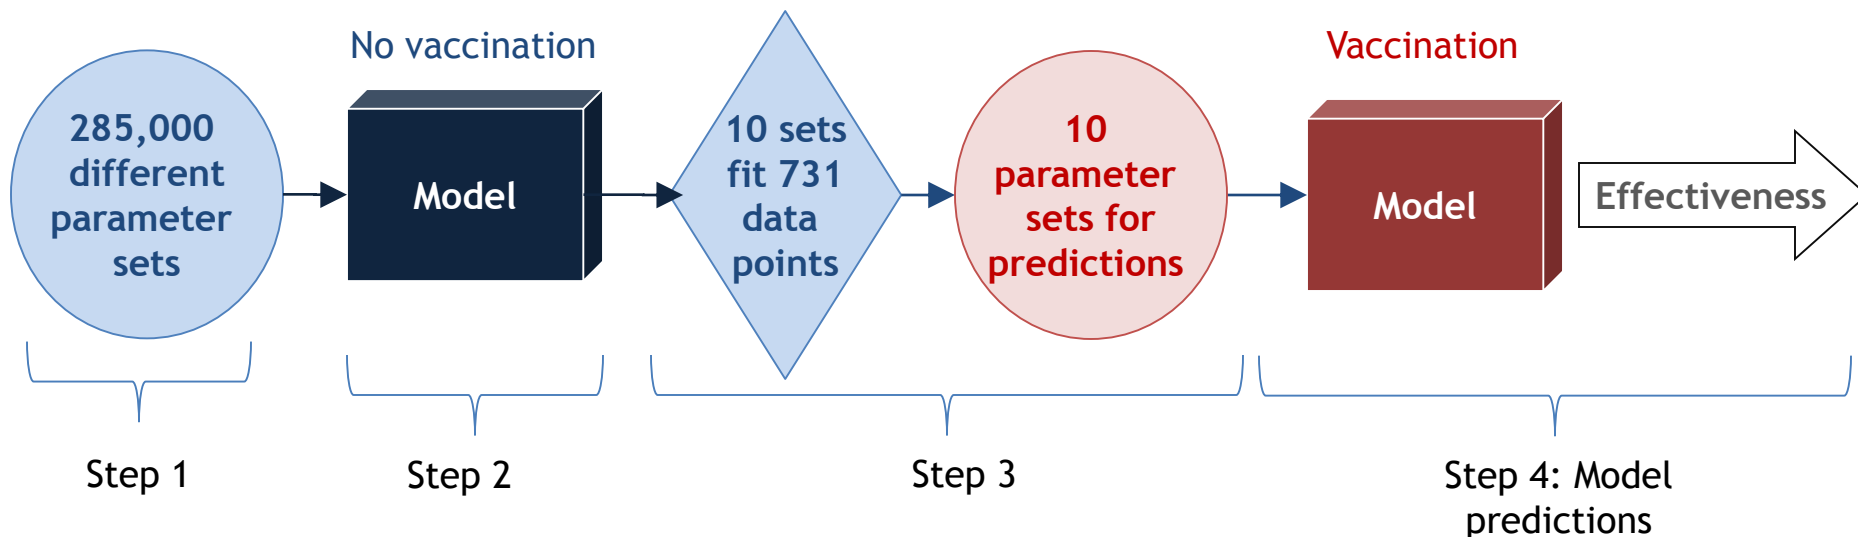 285,000
different
parameter
sets
No vaccination
Model
10 sets
fit 731
data
points
10
parameter
sets for
predictions
Vaccination
Model
Effectiveness
Step 1
Step 2
Step 3
Step 4: Model
predictions